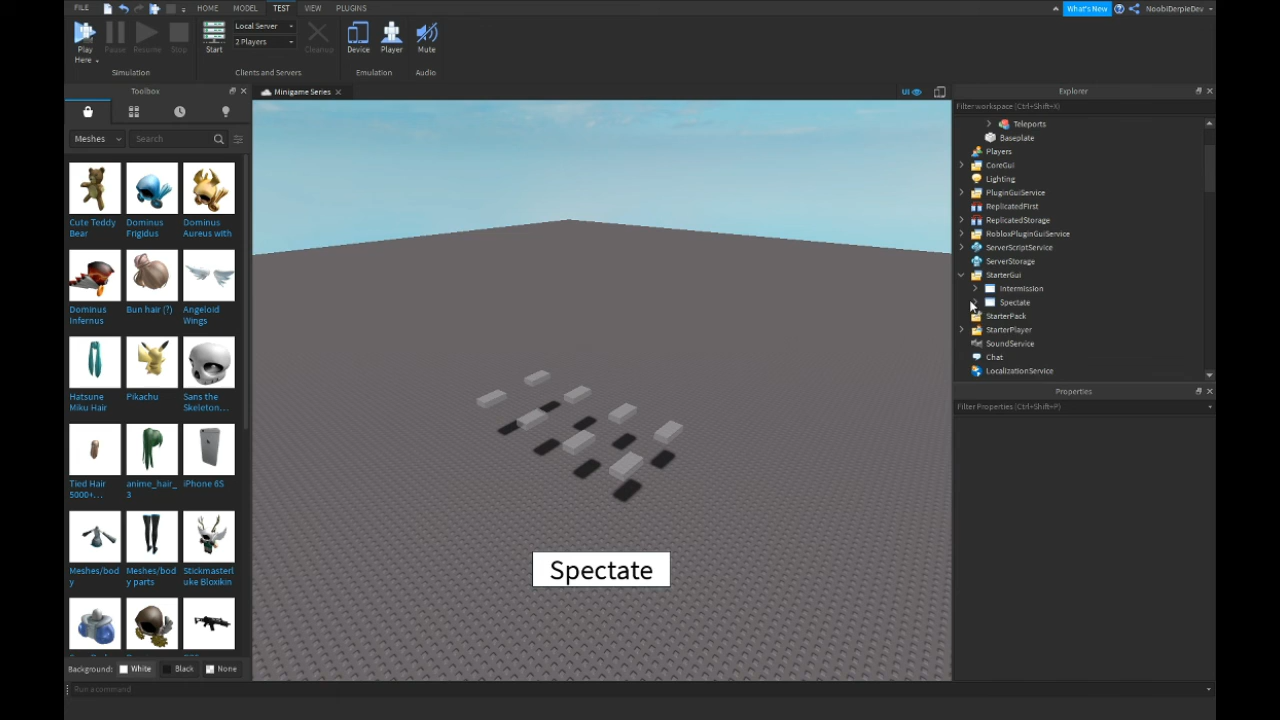 FILE HOME MODEL TEST VIEW PLUGINS What's New NoobiDerpieDev
Play
Here
Pause
Resume
Stop
Start
Local Server
2 Players
Cleanup
Device
Player
Mute
Simulation Clients and Servers Emulation Audio
Toolbox
Minigame Series
UI
Explorer
Filter workspace (Ctrl+Shift+X)
Meshes
Search
Teleports
Baseplate
Players
CoreGui
Lighting
PluginGuiService
ReplicatedFirst
ReplicatedStorage
RobloxPluginGuiService
ServerScriptService
ServerStorage
StarterGui
Intermission
Spectate
StarterPack
StarterPlayer
SoundService
Chat
LocalizationService
Properties
Filter Properties (Ctrl+Shift+P)
Cute Teddy
Bear
Dominus
Frigidus
Dominus
Aureus with
Dominus
Infernus
Bun hair (?)
Angeloid
Wings
Hatsune
Miku Hair
Pikachu
Sans the
Skeleton...
Tied Hair
5000+...
anime_hair_
3
iPhone 6S
Meshes/bod
y
Meshes/bo
dy parts
Stickmasterl
uke Bloxikin
Spectate
Background: White Black None
Run a command